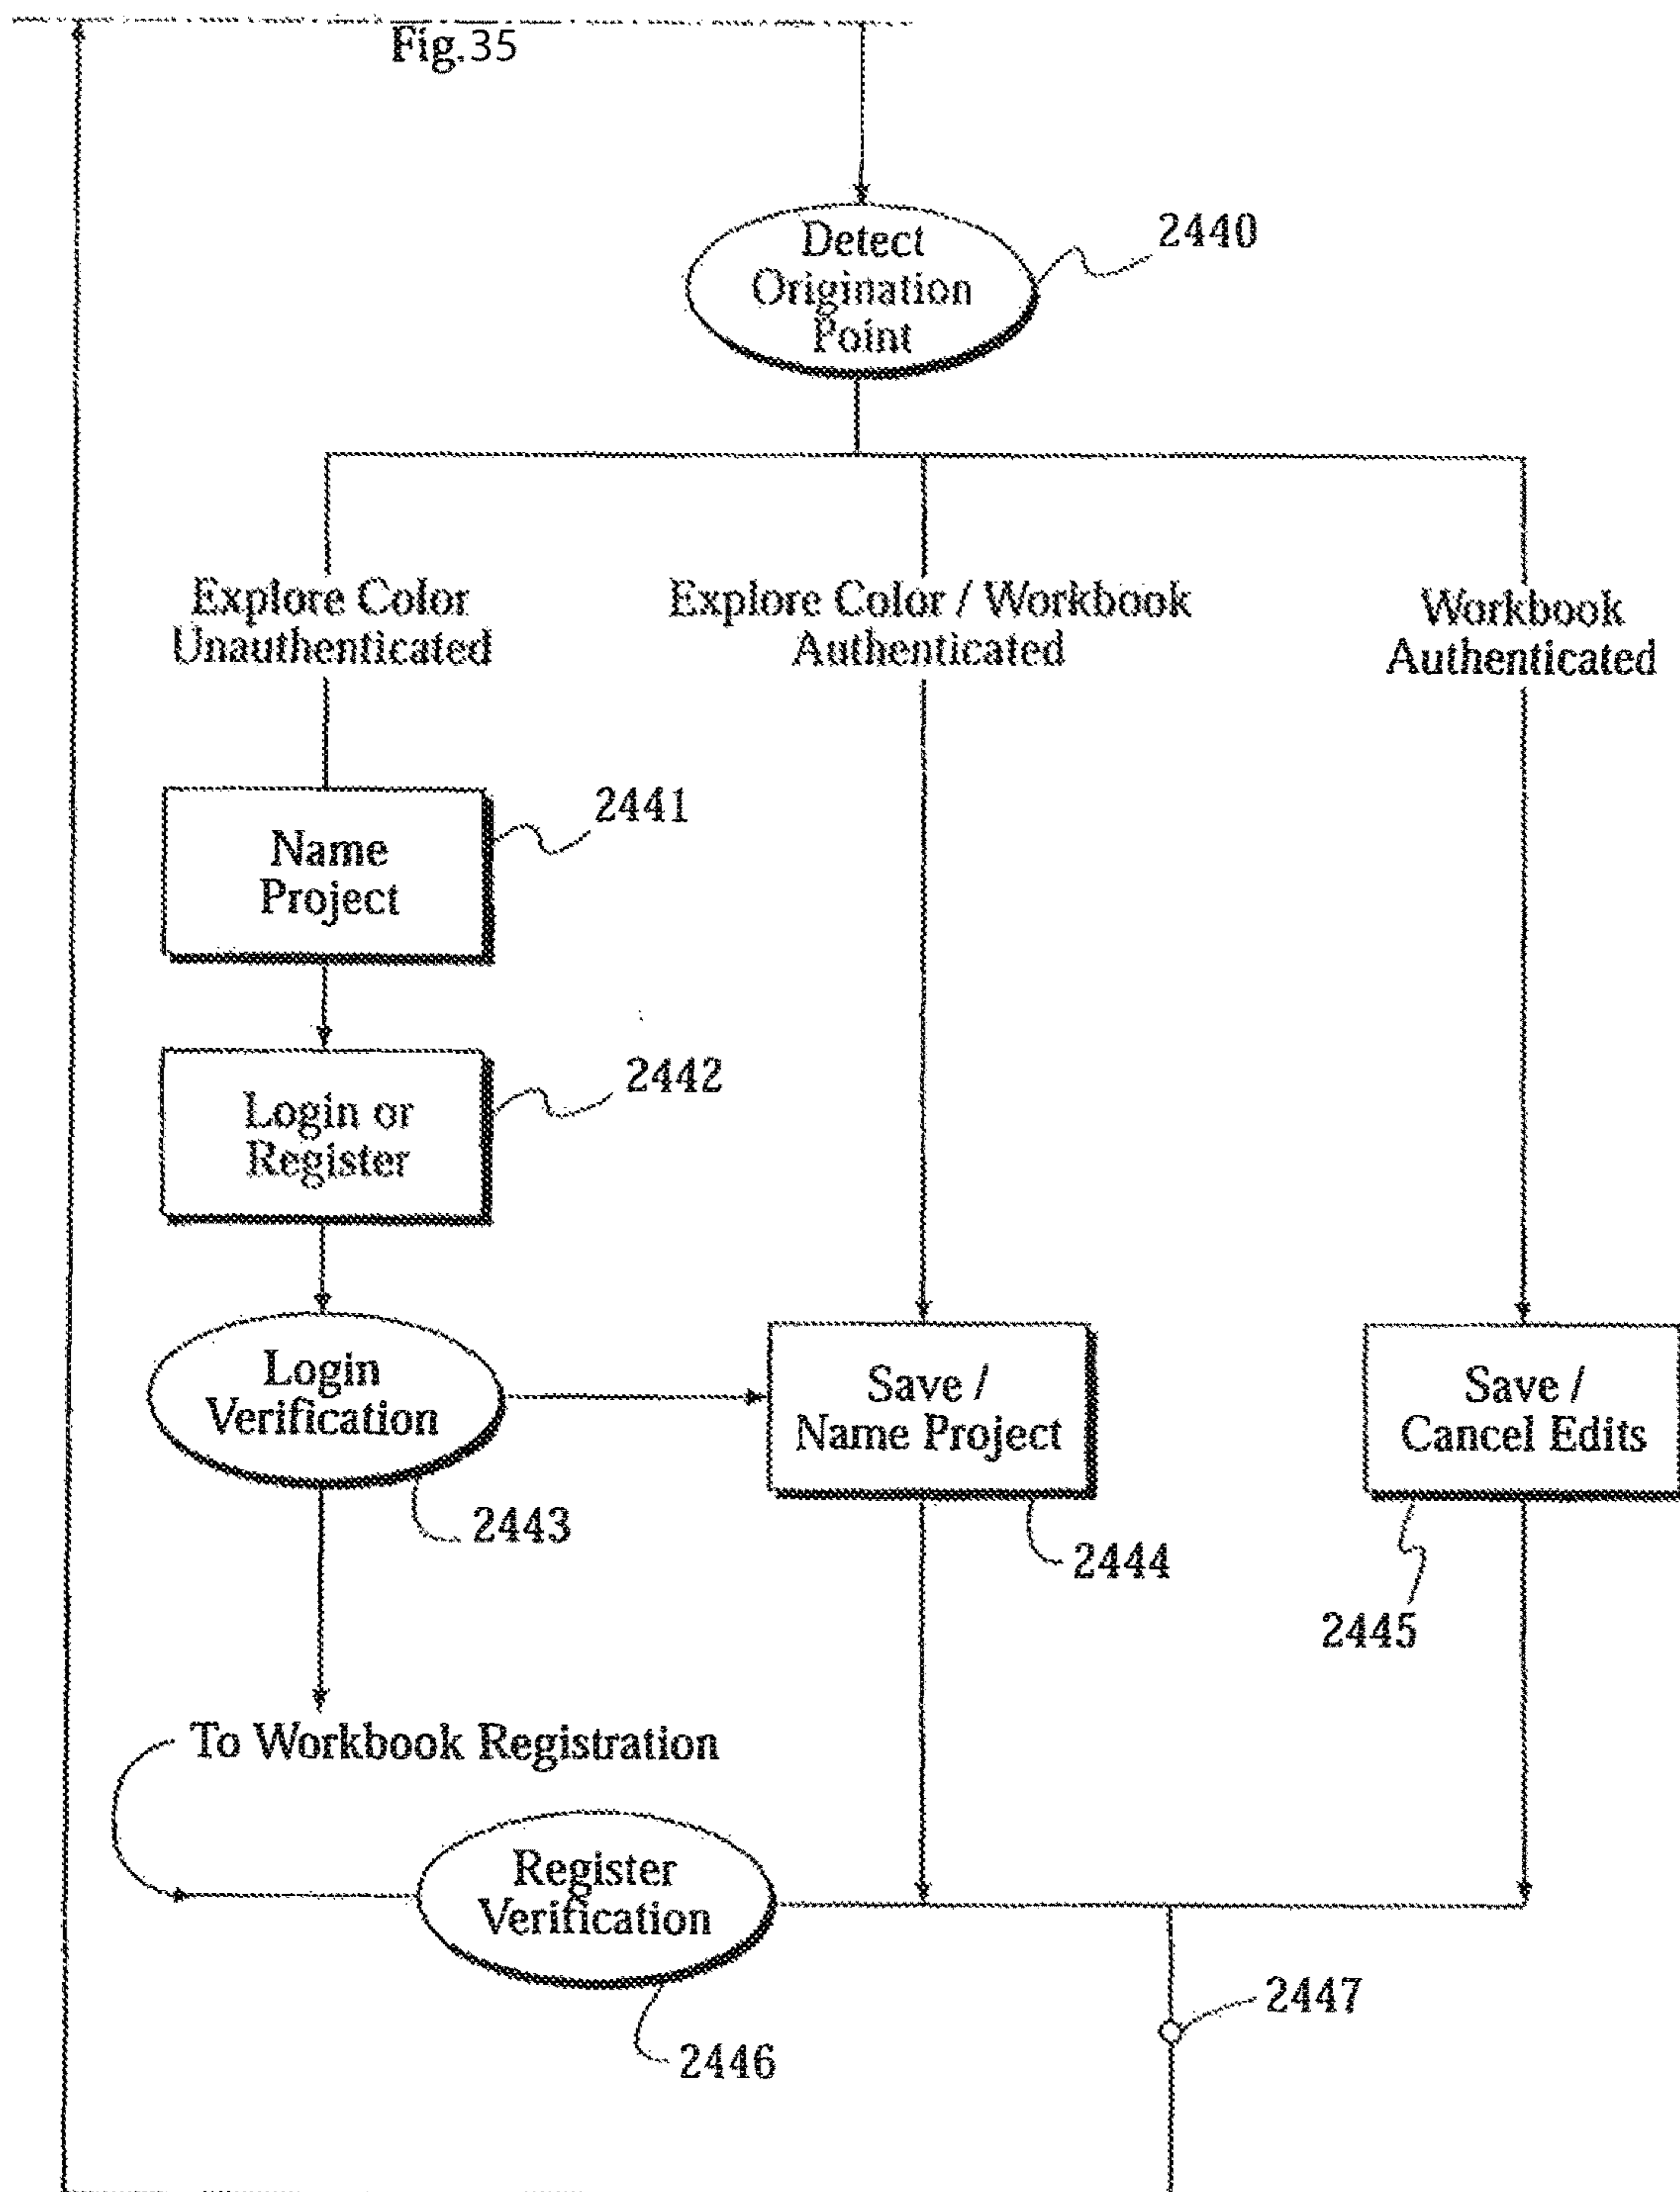 Fig.35
Detect
Origination
Point
2440
Explore Color
Unauthenticated
Explore Color / Workbook
Authenticated
Workbook
Authenticated
Name
Project
2441
Login or
Register
2442
Login
Verification
2443
Save /
Name Project
2444
Save /
Cancel Edits
2445
To Workbook Registration
Register
Verification
2446
2447